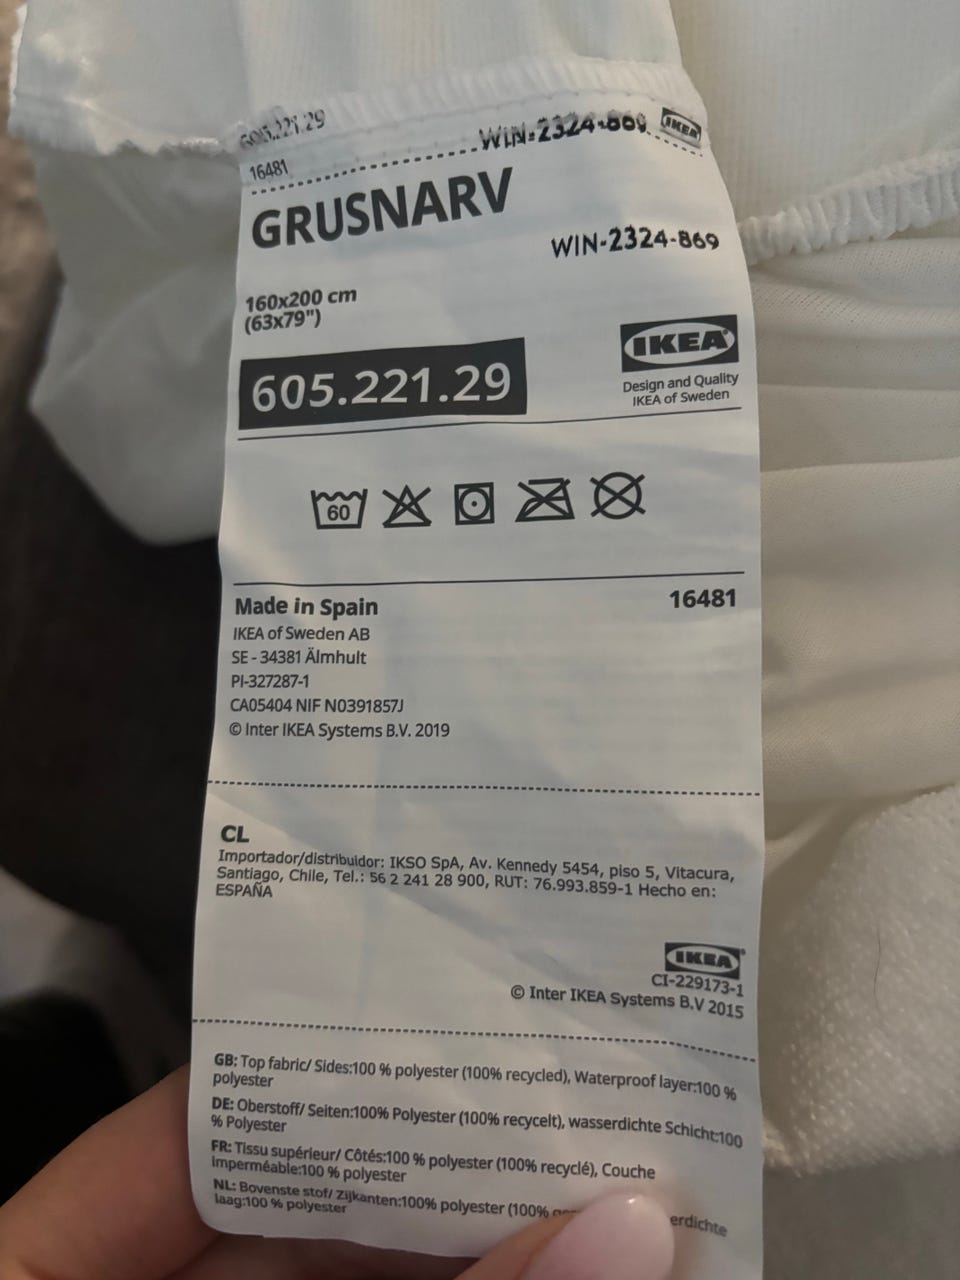 605.221.29
WIN-2324-869 IKEA
16481
GRUSNARV
WIN-2324-869
160x200 cm
(63x79")
605.221.29
IKEA®
Design and Quality
IKEA of Sweden
60
Made in Spain
16481
IKEA of Sweden AB
SE - 34381 Älmhult
PI-327287-1
CA05404 NIF N0391857J
© Inter IKEA Systems B.V. 2019
CL
Importador/distribuidor: IKSO SpA, Av. Kennedy 5454, piso 5, Vitacura,
Santiago, Chile, Tel.: 56 2 241 28 900, RUT: 76.993.859-1 Hecho en:
ESPAÑA
IKEA®
CI-229173-1
© Inter IKEA Systems B.V 2015
GB: Top fabric/ Sides:100 % polyester (100% recycled), Waterproof layer:100 %
polyester
DE: Oberstoff/ Seiten:100% Polyester (100% recycelt), wasserdichte Schicht:100
% Polyester
FR: Tissu supérieur/ Côtés:100 % polyester (100% recyclé), Couche
imperméable:100 % polyester
NL: Bovenste stof/ Zijkanten:100% polyester (100% erdichte
laag:100 % polyester